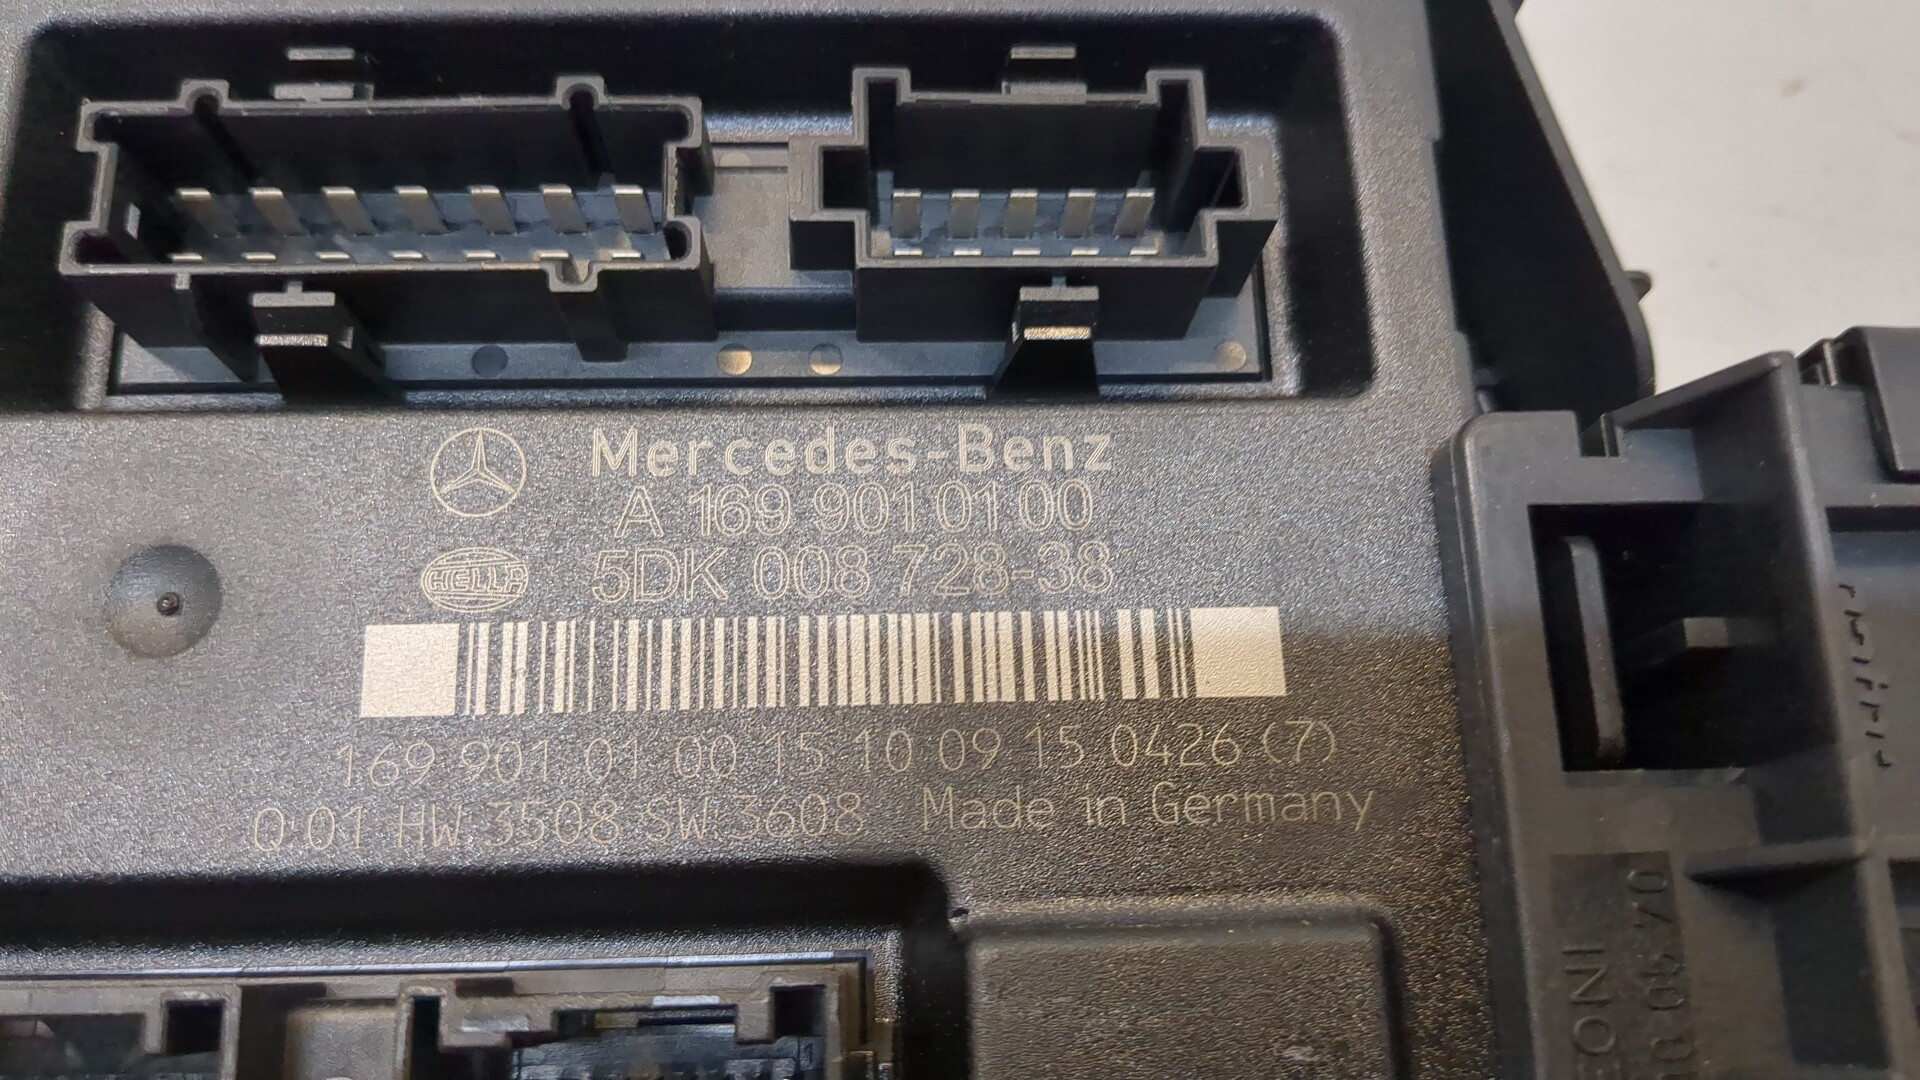 Mercedes-Benz
A 169 901 01 00
HELLA 5DK 008 728-38
169 901 01 00 15 10 09 15 0426 (7)
Q:01 HW 3508 SW 3608 Made in Germany